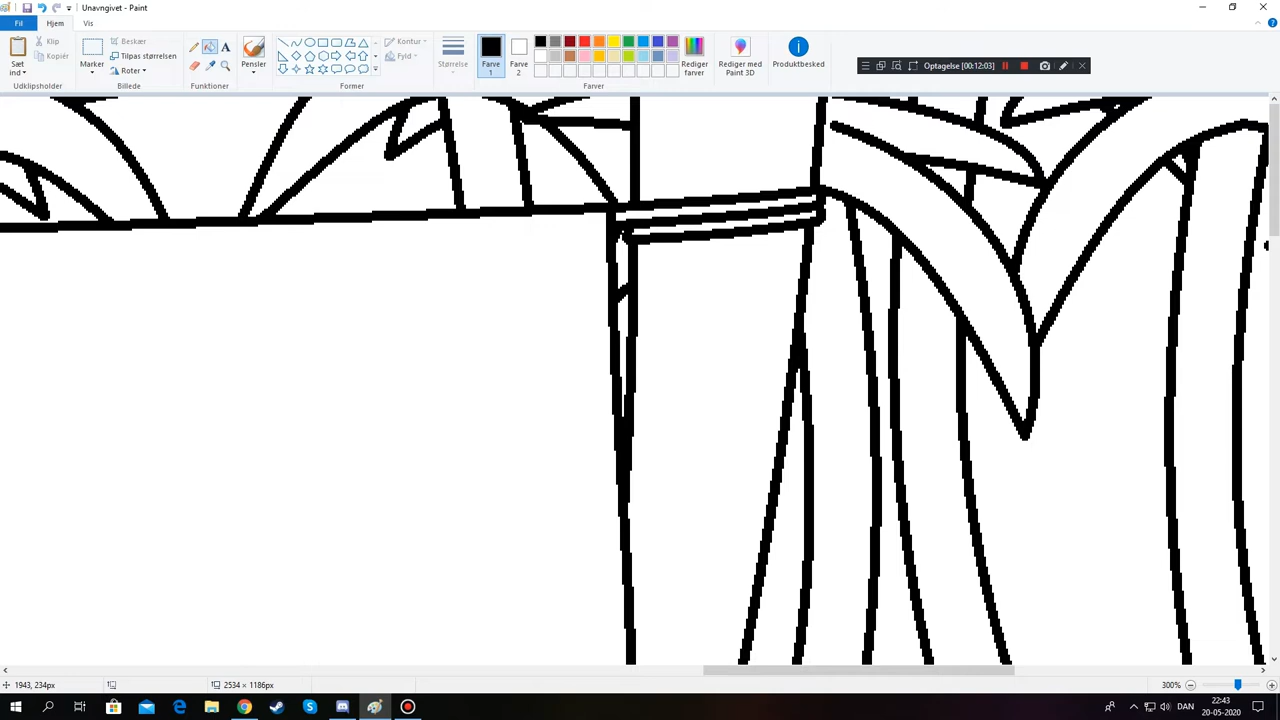 Unavngivet - Paint
Fil Hjem Vis
Optagelse [00:12:03]
Sæt ind
Klip
Kopiér
Udklipsholder
Marker
Beskær
Tilpas størrelsen
Roter
Billede
A
Funktioner
Pensler
Kontur
Fyld
Former
Størrelse
Farve 1
Farve 2
Farver
Rediger farver
Rediger med Paint 3D
Produktbesked
1943, 234px
2534 × 1186px
300%
DAN
22:43
20-05-2020